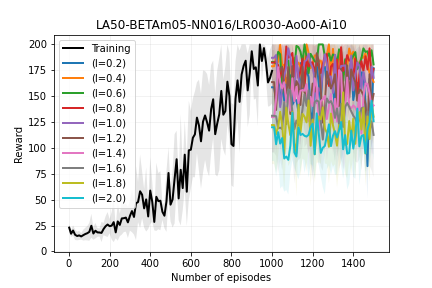 LA50-BETAm05-NN016/LR0030-Ao00-Ai10
Reward
200
175
150
125
100
75
50
25
0
Training
(l=0.2)
(l=0.4)
(l=0.6)
(l=0.8)
(l=1.0)
(l=1.2)
(l=1.4)
(l=1.6)
(l=1.8)
(l=2.0)
0 200 400 600 800 1000 1200 1400
Number of episodes